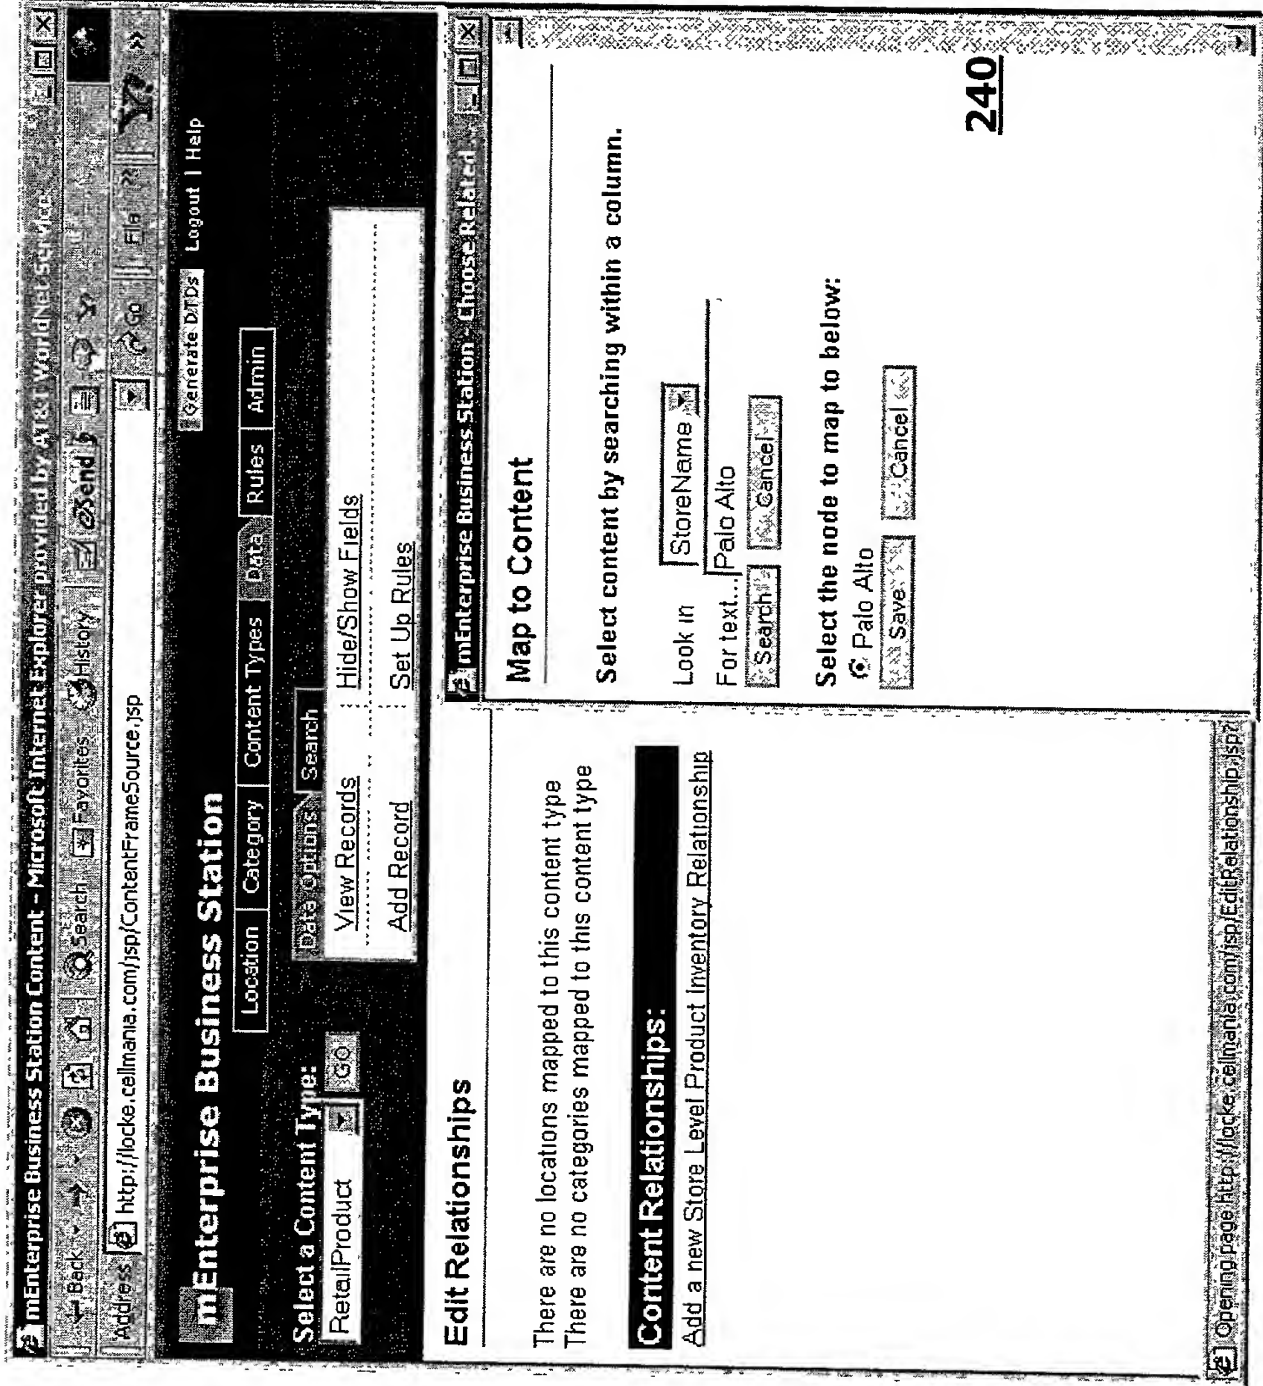 mEnterprise Business Station Content - Microsoft Internet Explorer provided by AT&T WorldNet Service
Back Search Favorites History Send
Address http://locke.cellmania.com/jsp/ContentFrameSource.jsp Go File
mEnterprise Business Station
Generate DTDs Logout | Help
Location Category Content Types Data Rules Admin
Select a Content Type:
RetailProduct GO
Data Options Search
View Records Hide/Show Fields
Add Record Set Up Rules
Edit Relationships
There are no locations mapped to this content type
There are no categories mapped to this content type
Content Relationships:
Add a new Store Level Product Inventory Relationship
mEnterprise Business Station - Choose Related
Map to Content
Select content by searching within a column.
Look in StoreName
For text... Palo Alto
Search Cancel
Select the node to map to below:
Palo Alto
Save Cancel
240
Opening page http://locke.cellmania.com/jsp/EditRelationship.jsp?